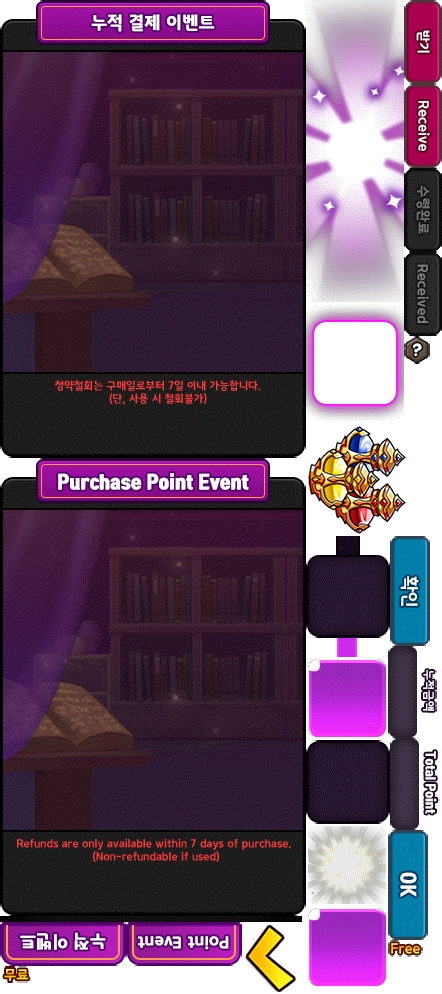 누적 결제 이벤트
청약철회는 구매일로부터 7일 이내 가능합니다.
(단, 사용 시 철회불가)
Purchase Point Event
Refunds are only available within 7 days of purchase.
(Non-refundable if used)
누적 이벤트
Point Event
무료
받기
Receive
수령완료
Received
?
확인
누적금액
Total Point
OK
Free